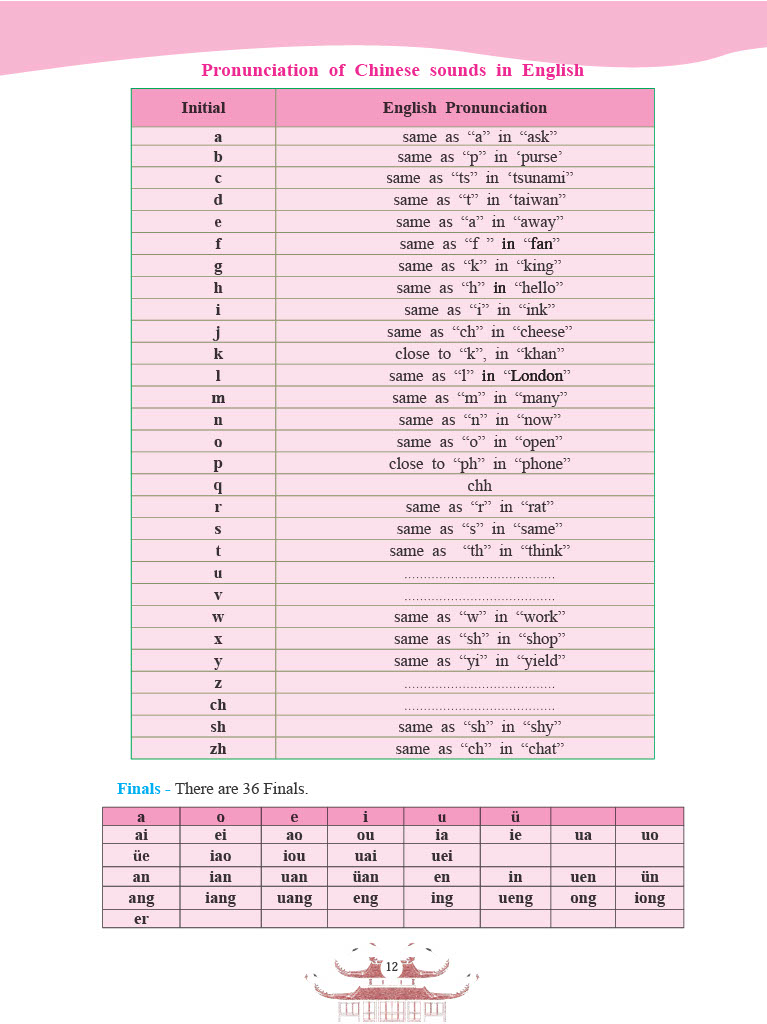 Pronunciation of Chinese sounds in English
Initial English Pronunciation
a same as “a” in “ask”
b same as “p” in ‘purse’
c same as “ts” in ‘tsunami”
d same as “t” in ‘taiwan”
e same as “a” in “away”
f same as “f ” in “fan”
g same as “k” in “king”
h same as “h” in “hello”
i same as “i” in “ink”
j same as “ch” in “cheese”
k close to “k”, in “khan”
l same as “l” in “London”
m same as “m” in “many”
n same as “n” in “now”
o same as “o” in “open”
p close to “ph” in “phone”
q chh
r same as “r” in “rat”
s same as “s” in “same”
t same as “th” in “think”
u .......................................
v .......................................
w same as “w” in “work”
x same as “sh” in “shop”
y same as “yi” in “yield”
z .......................................
ch .......................................
sh same as “sh” in “shy”
zh same as “ch” in “chat”
Finals - There are 36 Finals.
a o e i u ü
ai ei ao ou ia ie ua uo
üe iao iou uai uei
an ian uan üan en in uen ün
ang iang uang eng ing ueng ong iong
er
12